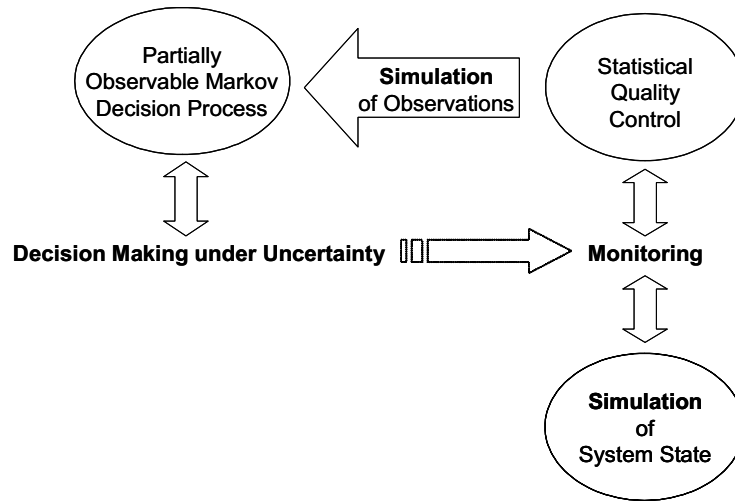 Partially
Observable Markov
Decision Process
Simulation
of Observations
Statistical
Quality
Control
Decision Making under Uncertainty
Monitoring
Simulation
of
System State